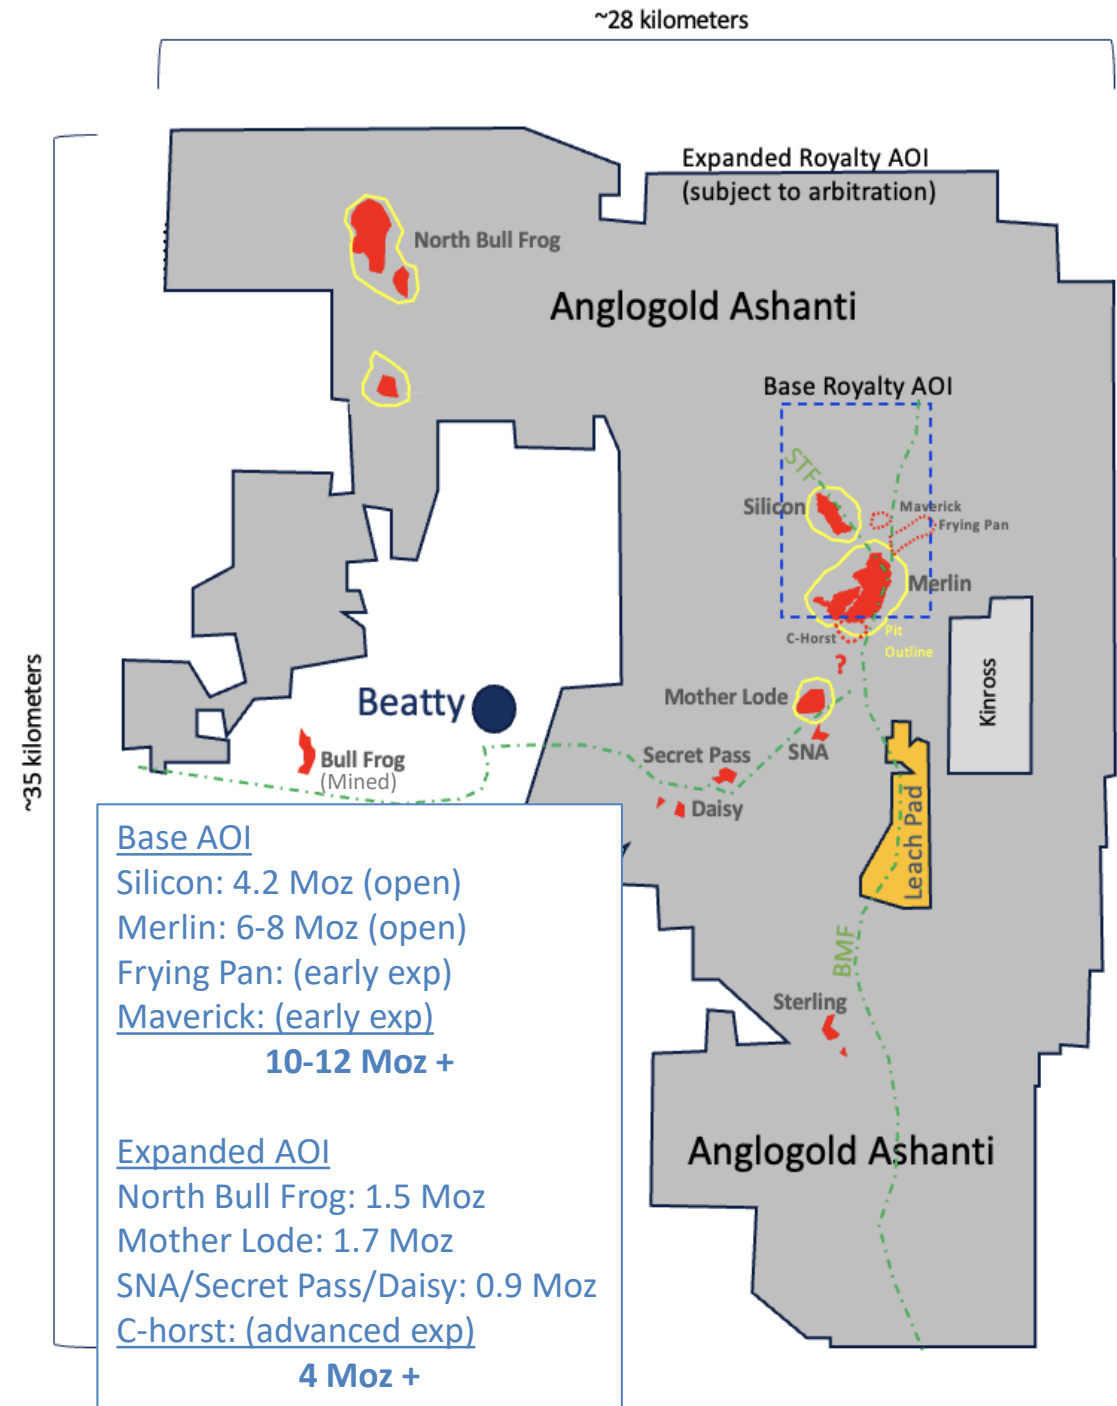 ~28 kilometers
Expanded Royalty AOI
(subject to arbitration)
North Bull Frog
Anglogold Ashanti
Base Royalty AOI
STF
Silicon
Maverick
Frying Pan
Merlin
C-Horst
Pit
Outline
?
~35 kilometers
Kinross
Beatty
Mother Lode
SNA
Secret Pass
Bull Frog
(Mined)
Daisy
Leach Pad
BMF
Sterling
Anglogold Ashanti
Base AOI
Silicon: 4.2 Moz (open)
Merlin: 6-8 Moz (open)
Frying Pan: (early exp)
Maverick: (early exp)
10-12 Moz +
Expanded AOI
North Bull Frog: 1.5 Moz
Mother Lode: 1.7 Moz
SNA/Secret Pass/Daisy: 0.9 Moz
C-horst: (advanced exp)
4 Moz +